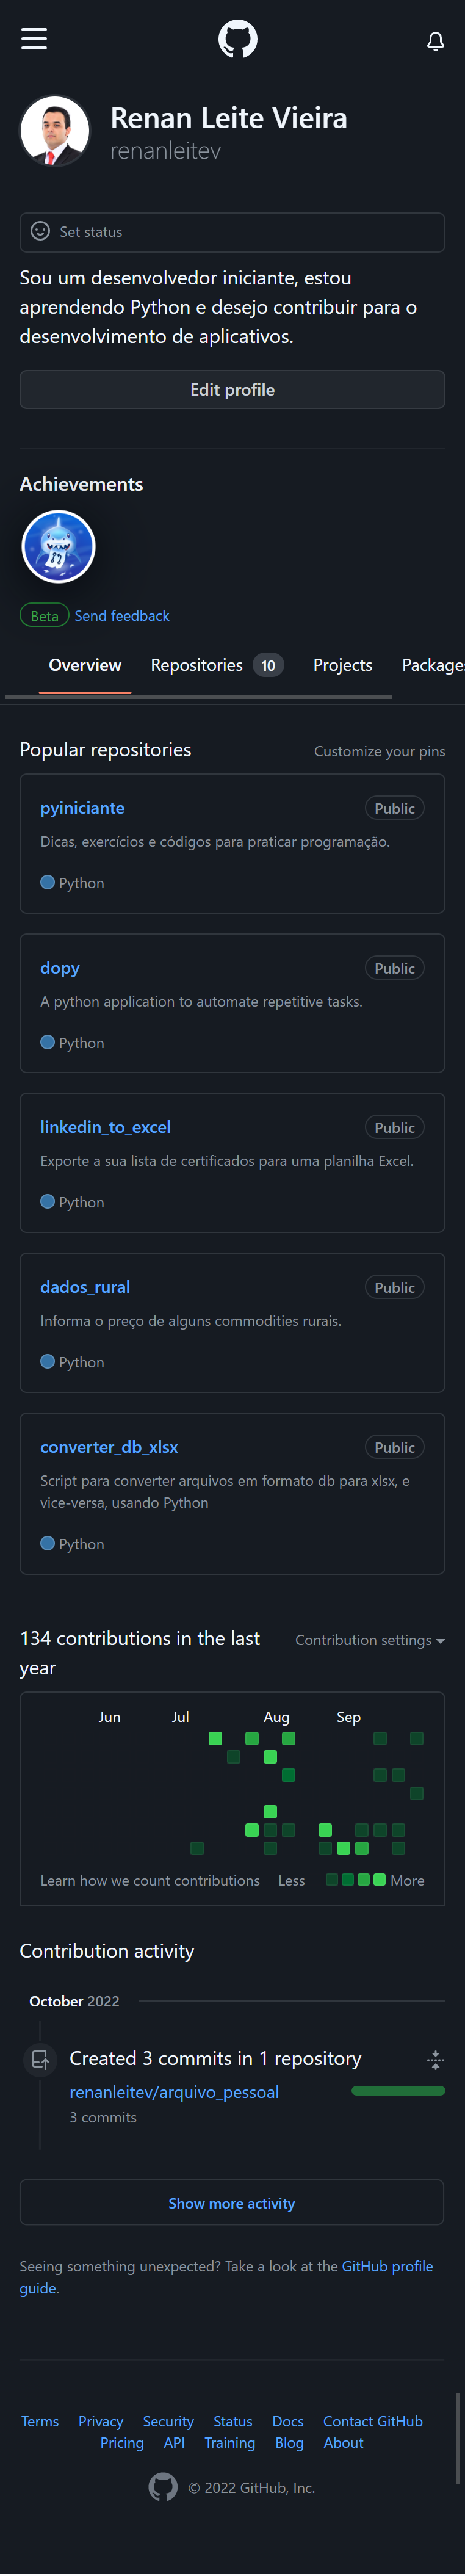 Renan Leite Vieira
renanleitev
Set status
Sou um desenvolvedor iniciante, estou
aprendendo Python e desejo contribuir para o
desenvolvimento de aplicativos.
Edit profile
Achievements
Beta Send feedback
Overview Repositories 10 Projects Packages
Popular repositories Customize your pins
pyiniciante Public
Dicas, exercícios e códigos para praticar programação.
Python
dopy Public
A python application to automate repetitive tasks.
Python
linkedin_to_excel Public
Exporte a sua lista de certificados para uma planilha Excel.
Python
dados_rural Public
Informa o preço de alguns commodities rurais.
Python
converter_db_xlsx Public
Script para converter arquivos em formato db para xlsx, e
vice-versa, usando Python
Python
134 contributions in the last
year
Contribution settings
Jun Jul Aug Sep
Learn how we count contributions Less More
Contribution activity
October 2022
Created 3 commits in 1 repository
renanleitev/arquivo_pessoal
3 commits
Show more activity
Seeing something unexpected? Take a look at the GitHub profile
guide.
Terms Privacy Security Status Docs Contact GitHub
Pricing API Training Blog About
© 2022 GitHub, Inc.